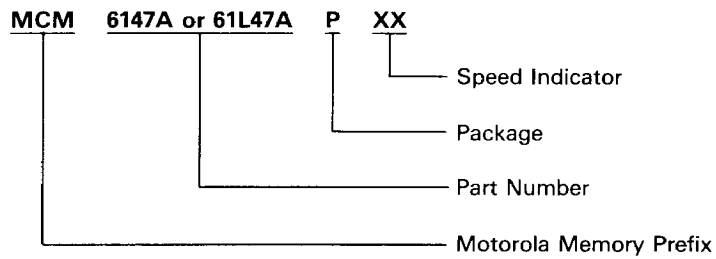 MCM 6147A or 61L47A P XX
Speed Indicator
Package
Part Number
Motorola Memory Prefix